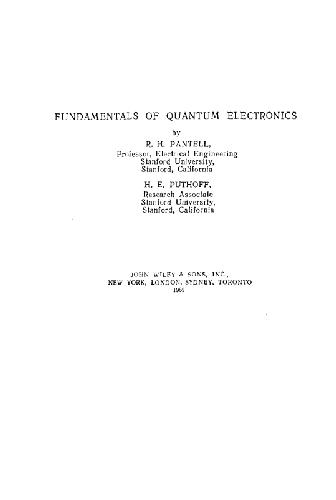 FUNDAMENTALS OF QUANTUM ELECTRONICS
by
R. H. PANTELL,
Professor, Electrical Engineering
Stanford University,
Stanford, California
H. E. PUTHOFF,
Research Associate
Stanford University,
Stanford, California
JOHN WILEY & SONS, INC.,
NEW YORK, LONDON, SYDNEY, TORONTO